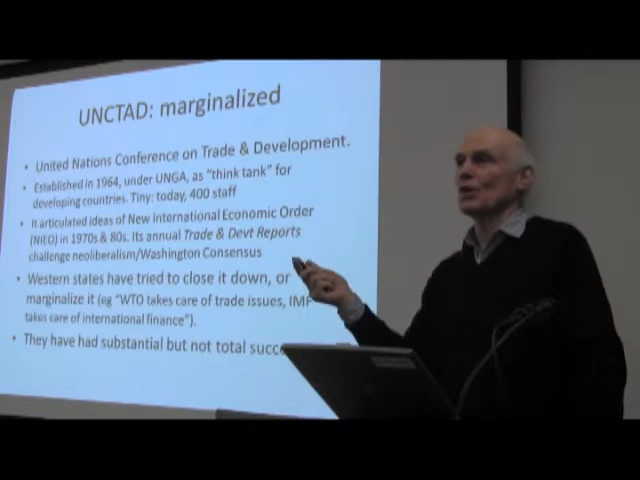 UNCTAD: marginalized
• United Nations Conference on Trade & Development.
• Established in 1964, under UNGA, as “think tank” for
developing countries. Tiny: today, 400 staff
• It articulated ideas of New International Economic Order
(NIEO) in 1970s & 80s. Its annual Trade & Devt Reports
challenge neoliberalism/Washington Consensus
• Western states have tried to close it down, or
marginalize it (eg “WTO takes care of trade issues, IMF
takes care of international finance”).
• They have had substantial but not total